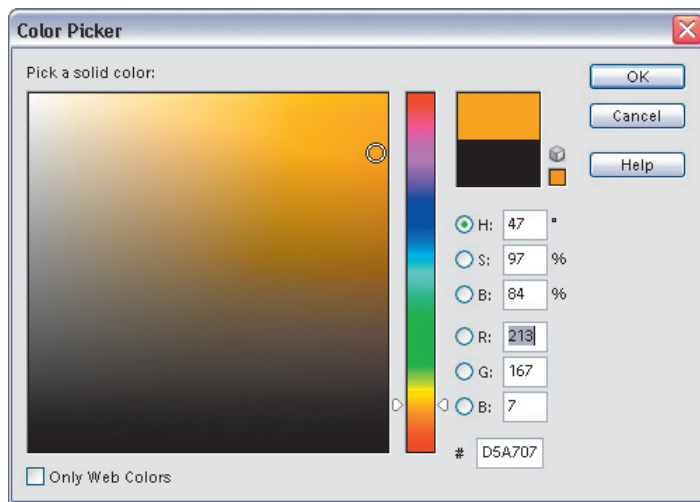 Color Picker
Pick a solid color:
OK
Cancel
Help
H: 47 °
S: 97 %
B: 84 %
R: 213
G: 167
B: 7
# D5A707
Only Web Colors